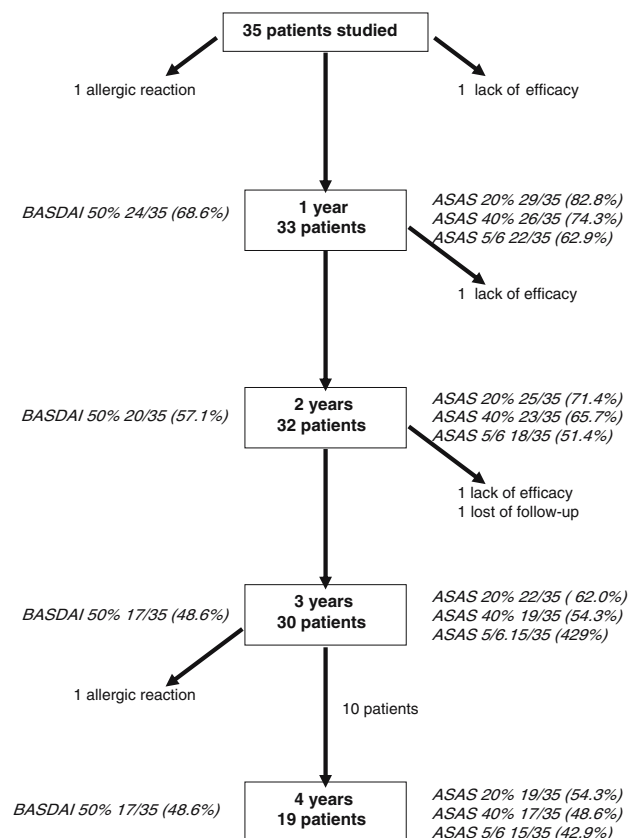 35 patients studied
1 allergic reaction
1 lack of efficacy
BASDAI 50% 24/35 (68.6%)
1 year
33 patients
ASAS 20% 29/35 (82.8%)
ASAS 40% 26/35 (74.3%)
ASAS 5/6 22/35 (62.9%)
1 lack of efficacy
BASDAI 50% 20/35 (57.1%)
2 years
32 patients
ASAS 20% 25/35 (71.4%)
ASAS 40% 23/35 (65.7%)
ASAS 5/6 18/35 (51.4%)
1 lack of efficacy
1 lost of follow-up
BASDAI 50% 17/35 (48.6%)
3 years
30 patients
ASAS 20% 22/35 ( 62.0%)
ASAS 40% 19/35 (54.3%)
ASAS 5/6.15/35 (429%)
1 allergic reaction
10 patients
BASDAI 50% 17/35 (48.6%)
4 years
19 patients
ASAS 20% 19/35 (54.3%)
ASAS 40% 17/35 (48.6%)
ASAS 5/6 15/35 (42.9%)